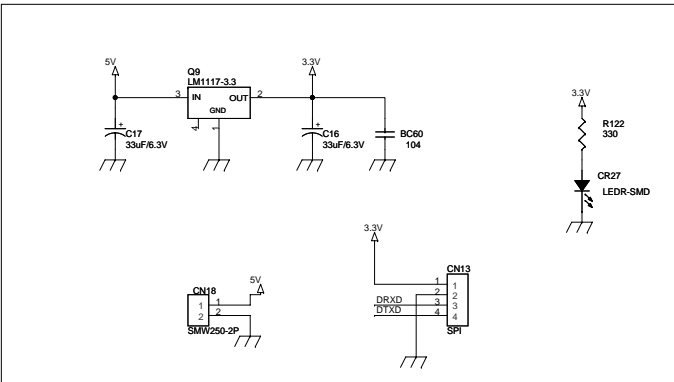 5V
Q9
LM1117-3.3
3 IN OUT 2
GND
4 1
C17
33uF/6.3V
3.3V
C16
33uF/6.3V
BC60
104
3.3V
R122
330
CR27
LEDR-SMD
5V
CN18
1 1
2 2
SMW250-2P
3.3V
CN13
1 1
2 2
DRXD 3 3
DTXD 4 4
SPI